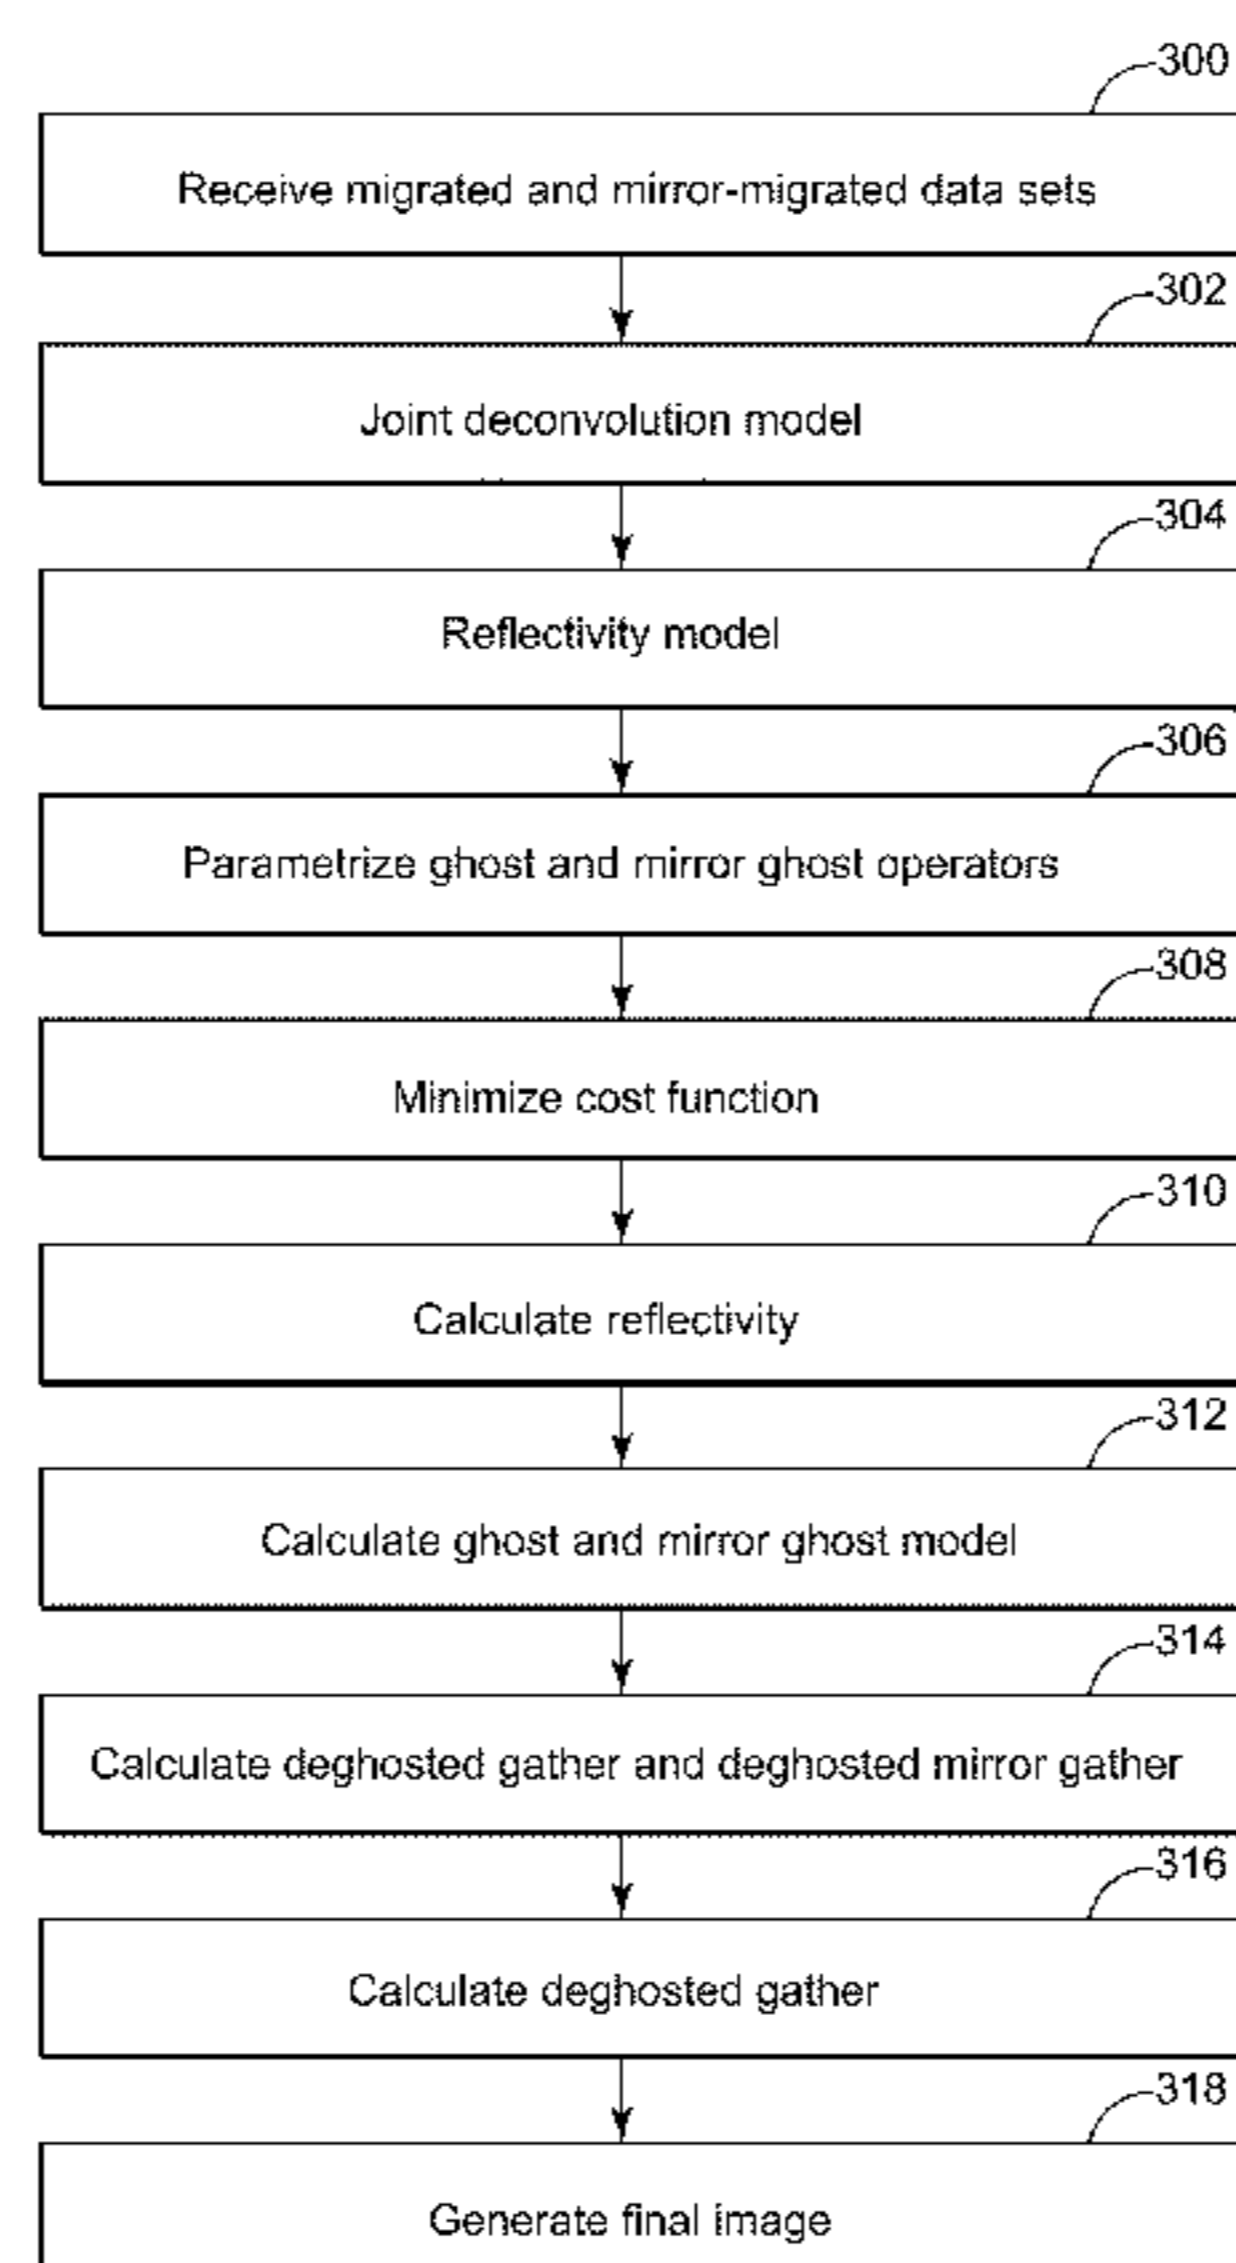 300
Receive migrated and mirror-migrated data sets
302
Joint deconvolution model
304
Reflectivity model
306
Parametrize ghost and mirror ghost operators
308
Minimize cost function
310
Calculate reflectivity
312
Calculate ghost and mirror ghost model
314
Calculate deghosted gather and deghosted mirror gather
316
Calculate deghosted gather
318
Generate final image